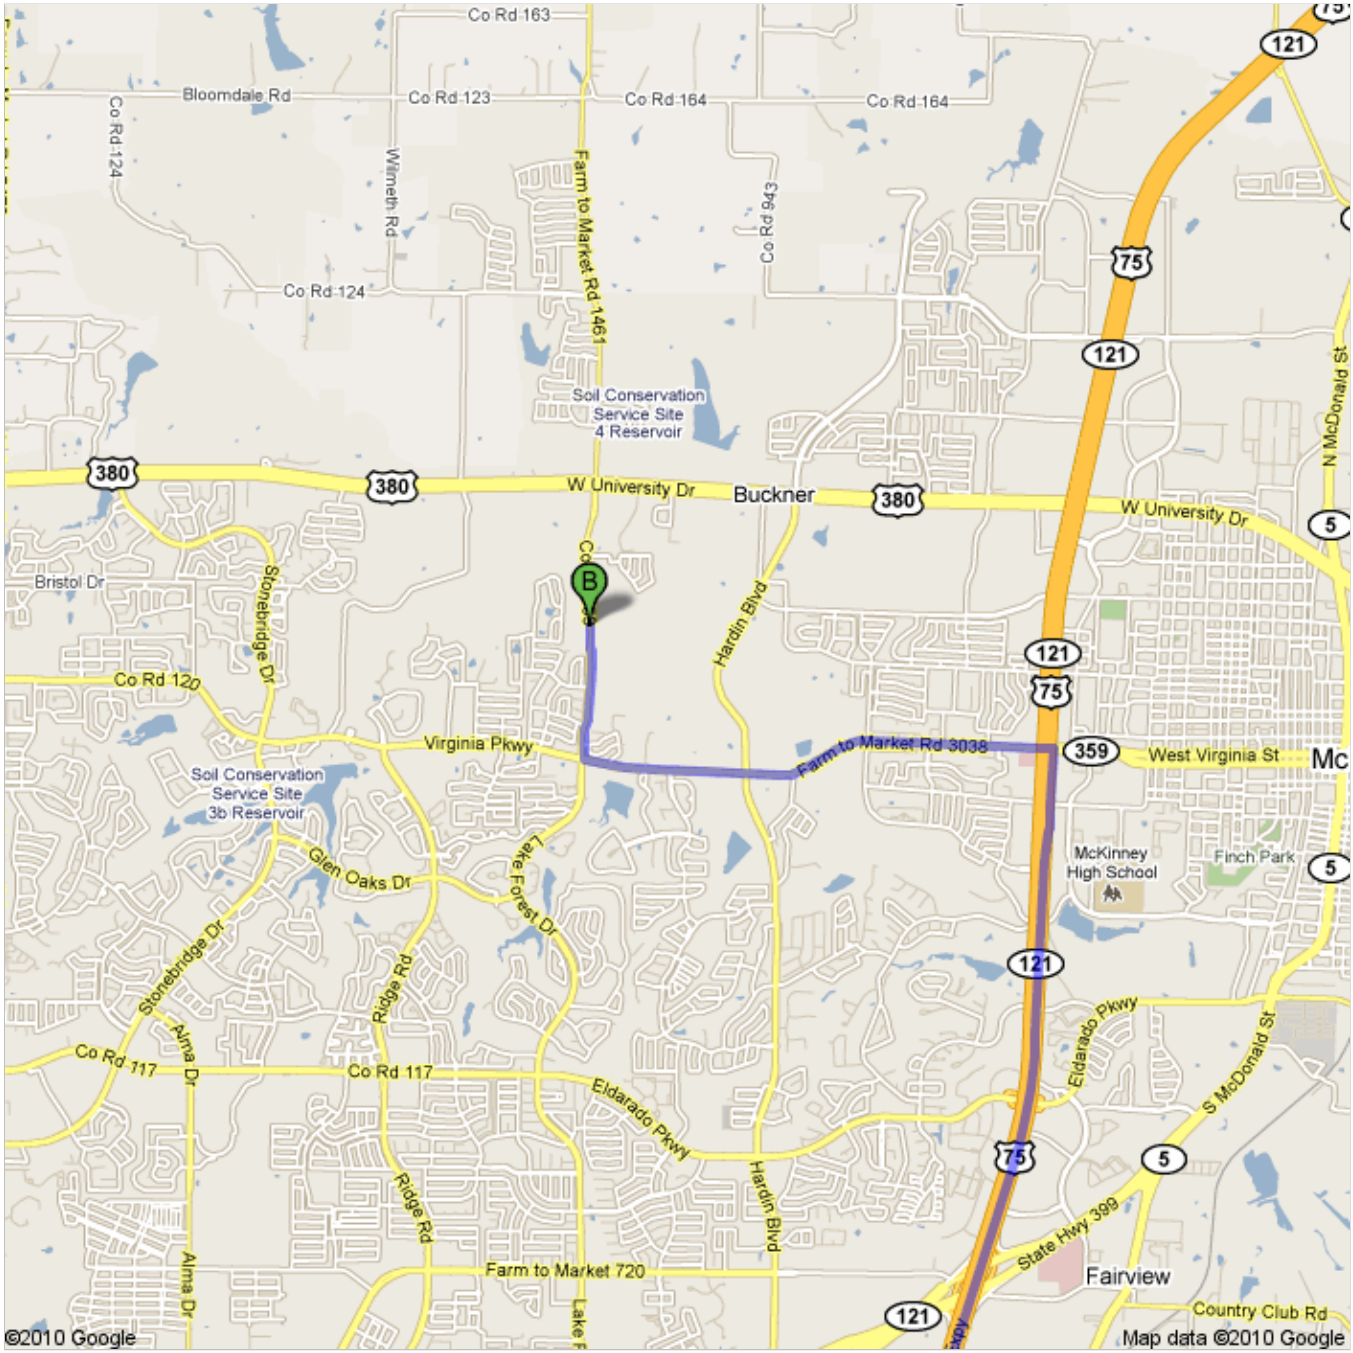 Co Rd 163
75
121
Bloomdale Rd
Co Rd 123
Co Rd 164
Co Rd 164
Co Rd 124
Wilmeth Rd
Farm to Market Rd 1461
Co Rd 943
75
Co Rd 124
121
N McDonald St
Soil Conservation
Service Site
4 Reservoir
380
380
W University Dr
Buckner
380
W University Dr
5
Bristol Dr
Stonebridge Dr
B
Hardin Blvd
121
75
Co Rd 120
Virginia Pkwy
Farm to Market Rd 3038
359
West Virginia St
Mc
Soil Conservation
Service Site
3b Reservoir
Glen Oaks Dr
Lake Forest Dr
McKinney
High School
Finch Park
5
Stonebridge Dr
Ridge Rd
121
Alma Dr
Eldarado Pkwy
Co Rd 117
Co Rd 117
Eldarado Pkwy
S McDonald St
75
5
Hardin Blvd
Ridge Rd
State Hwy 399
Alma Dr
Farm to Market 720
Fairview
Lake F
121
Country Club Rd
©2010 Google
xpy
Map data ©2010 Google